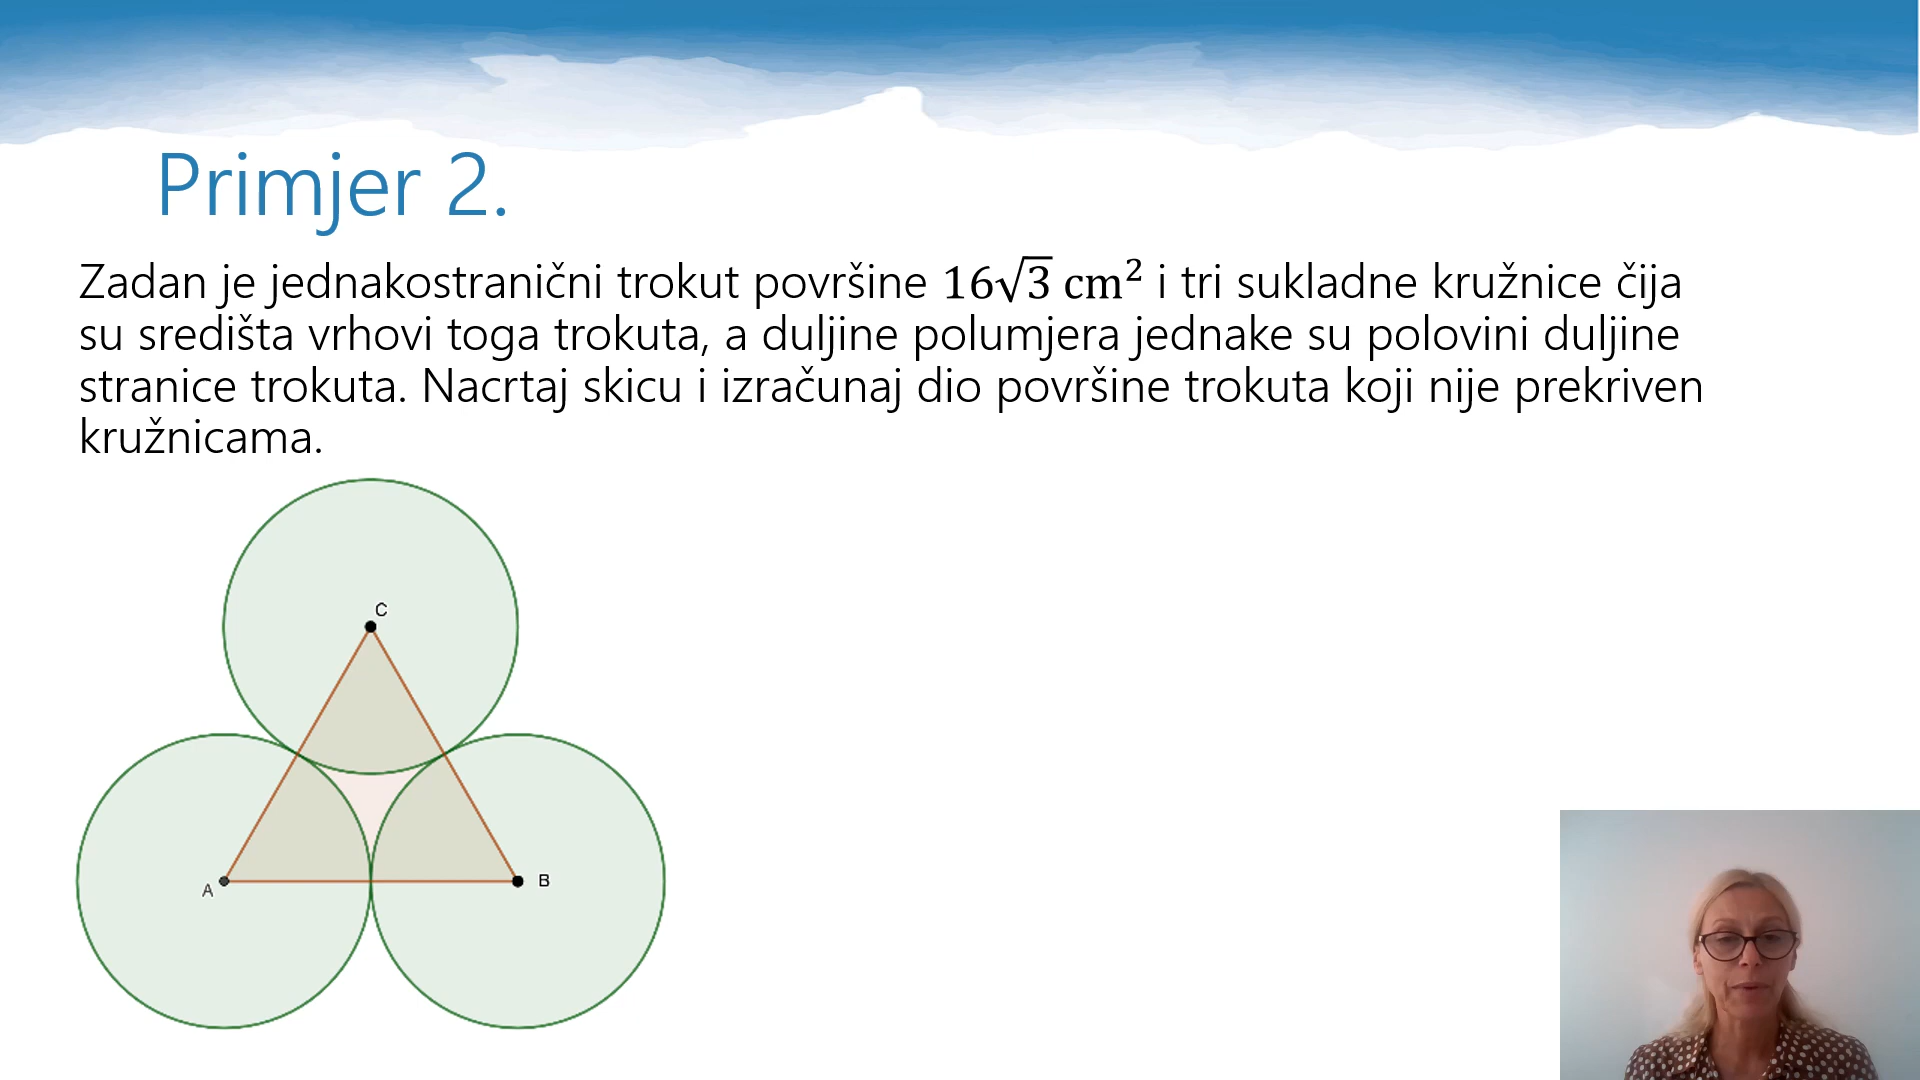 Primjer 2.
Zadan je jednakostranični trokut površine 16√3 cm² i tri sukladne kružnice čija
su središta vrhovi toga trokuta, a duljine polumjera jednake su polovini duljine
stranice trokuta. Nacrtaj skicu i izračunaj dio površine trokuta koji nije prekriven
kružnicama.
C
A
B